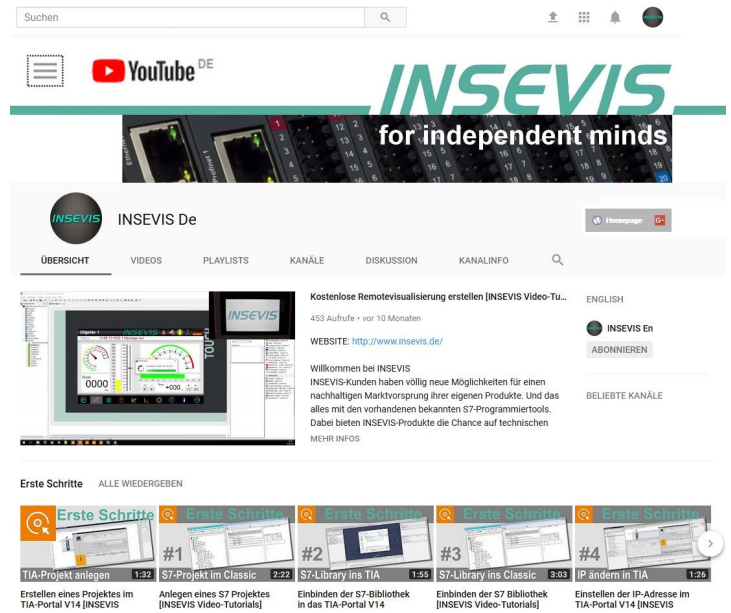 Suchen
INSEVIS
YouTube DE
INSEVIS
for independent minds
INSEVIS
INSEVIS De
Homepage G+
ÜBERSICHT VIDEOS PLAYLISTS KANÄLE DISKUSSION KANALINFO
INSEVIS
Objekte 1
INSEVIS
TOUCH
0000
+000
Kostenlose Remotevisualisierung erstellen [INSEVIS Video-Tu...
453 Aufrufe • vor 10 Monaten
WEBSITE: http://www.insevis.de/
Willkommen bei INSEVIS
INSEVIS-Kunden haben völlig neue Möglichkeiten für einen
nachhaltigen Marktvorsprung ihrer eigenen Produkte. Und das
alles mit den vorhandenen bekannten S7-Programmiertools.
Dabei bieten INSEVIS-Produkte die Chance auf technischen
MEHR INFOS
ENGLISH
INSEVIS En
ABONNIEREN
BELIEBTE KANÄLE
Erste Schritte ALLE WIEDERGEBEN
Erste Schritte
TIA-Projekt anlegen 1:32
Erstellen eines Projektes im
TIA-Portal V14 [INSEVIS
Erste Schritte
#1
S7-Projekt im Classic 2:22
Anlegen eines S7 Projektes
[INSEVIS Video-Tutorials]
Erste Schritte
#2
S7-Library ins TIA 1:55
Einbinden der S7-Bibliothek
in das TIA-Portal V14
Erste Schritte
#3
S7-Library ins Classic 3:03
Einbinden der S7 Bibliothek
[INSEVIS Video-Tutorials]
Erste Schritte
#4
IP ändern in TIA 1:26
Einstellen der IP-Adresse im
TIA-Portal V14 [INSEVIS